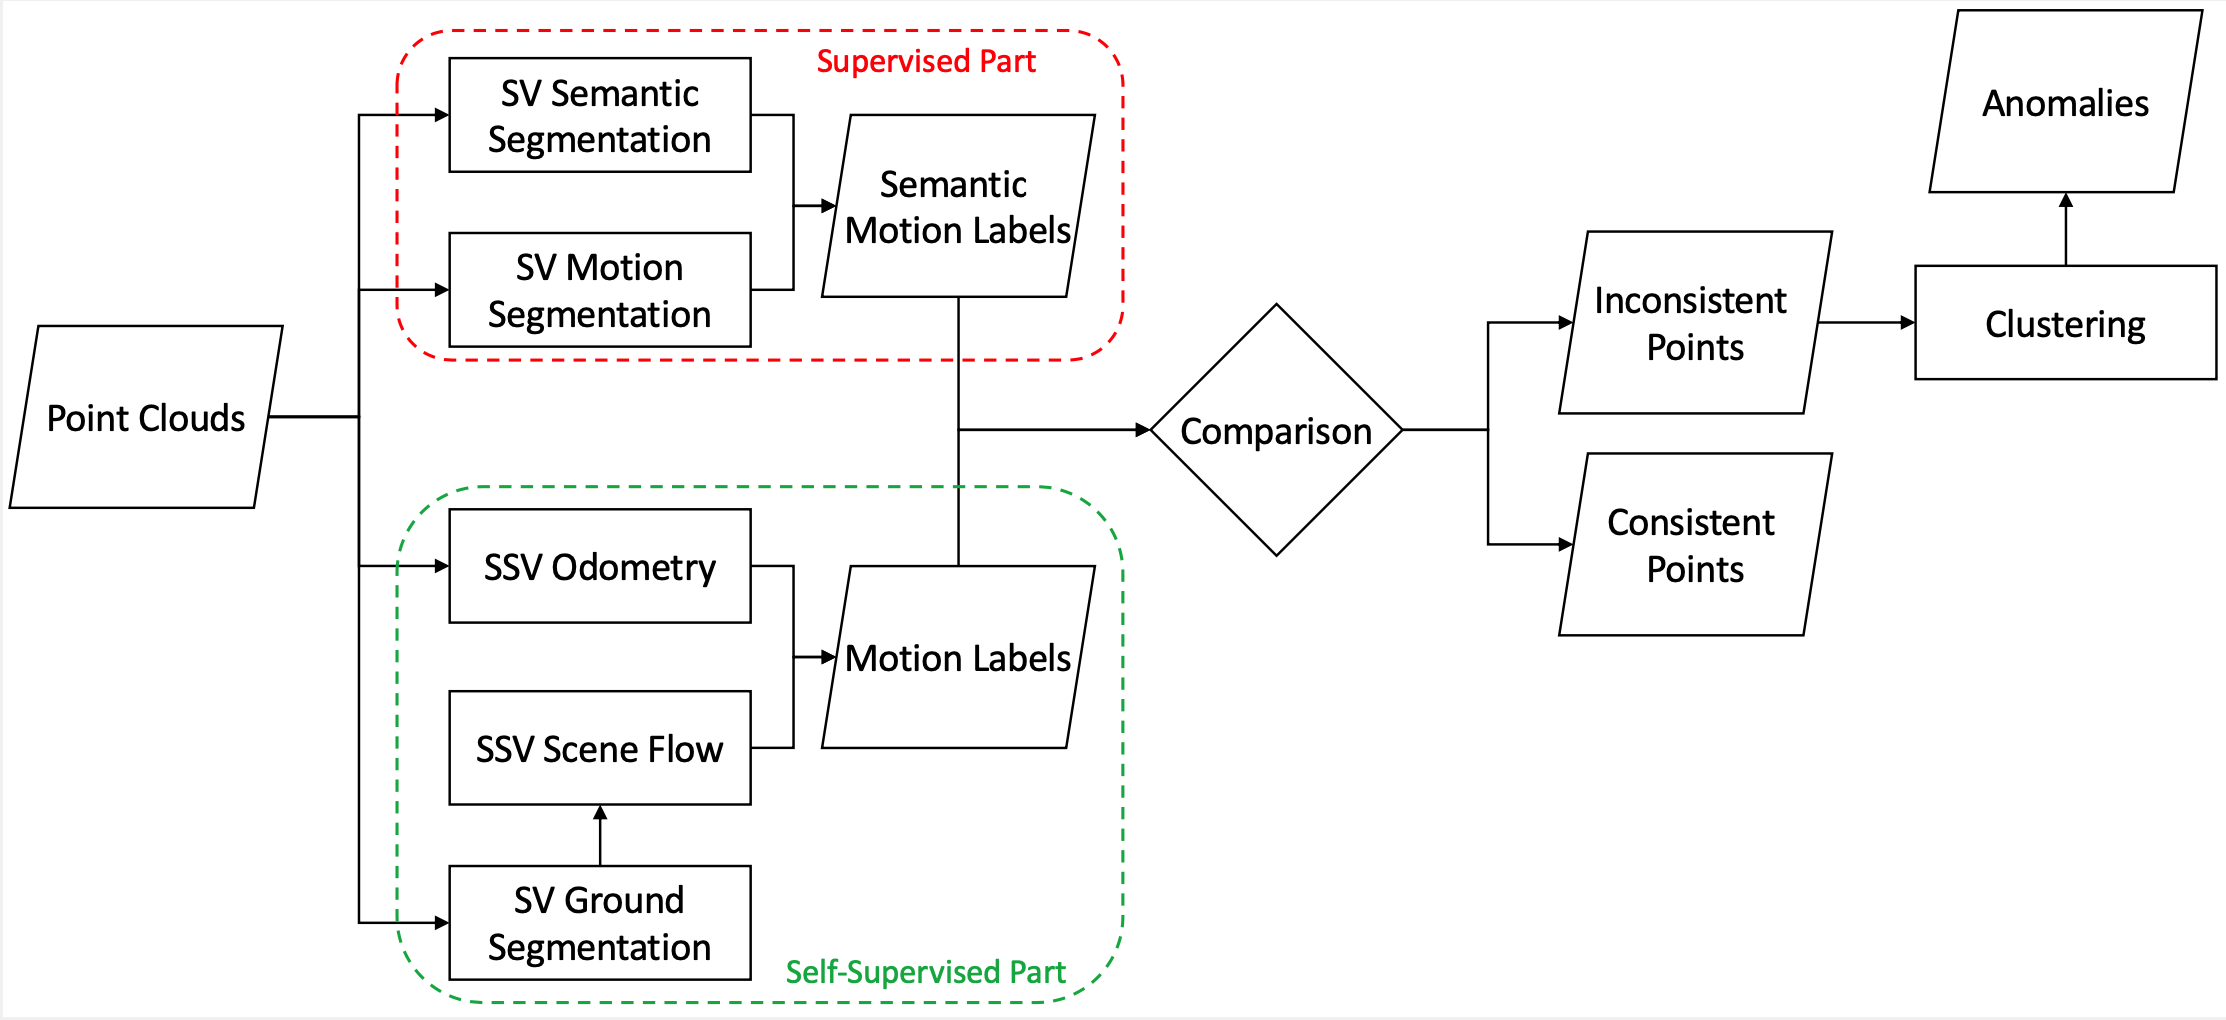 Supervised Part
SV Semantic
Segmentation
SV Motion
Segmentation
Semantic
Motion Labels
Point Clouds
SSV Odometry
SSV Scene Flow
SV Ground
Segmentation
Motion Labels
Self-Supervised Part
Comparison
Inconsistent
Points
Consistent
Points
Clustering
Anomalies